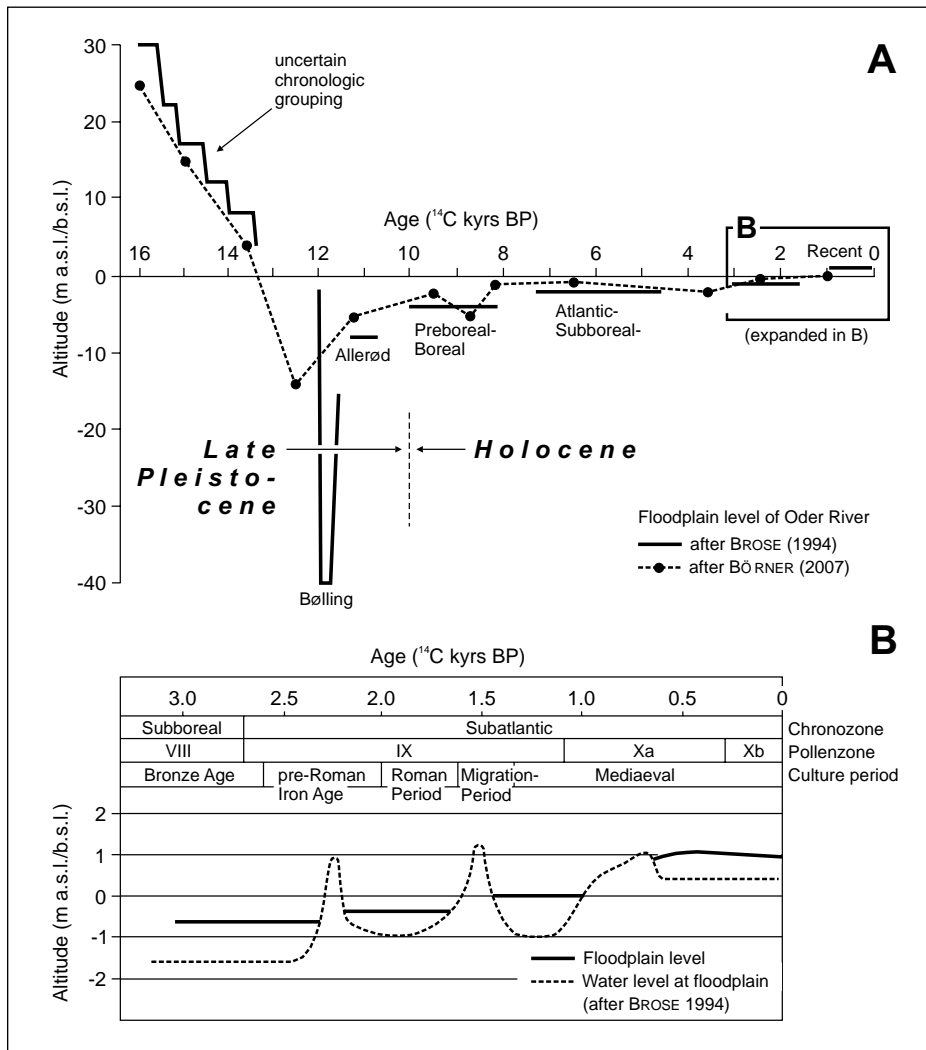 A
30
20
10
0
-10
-20
-30
-40
Altitude (m a.s.l./b.s.l.)
uncertain
chronologic
grouping
Age (¹⁴C kyrs BP)
16 14 12 10 8 6 4 2 0
B
Recent
(expanded in B)
Allerød
Preboreal-
Boreal
Atlantic-
Subboreal-
Late
Pleisto-
cene
Holocene
Bølling
Floodplain level of Oder River
after BROSE (1994)
after BÖRNER (2007)
B
Age (¹⁴C kyrs BP)
3.0 2.5 2.0 1.5 1.0 0.5 0
Subboreal Subatlantic Chronozone
VIII IX Xa Xb Pollenzone
Bronze Age pre-Roman Iron Age Roman Period Migration-Period Mediaeval Culture period
2
1
0
-1
-2
Altitude (m a.s.l./b.s.l.)
Floodplain level
Water level at floodplain
(after BROSE 1994)